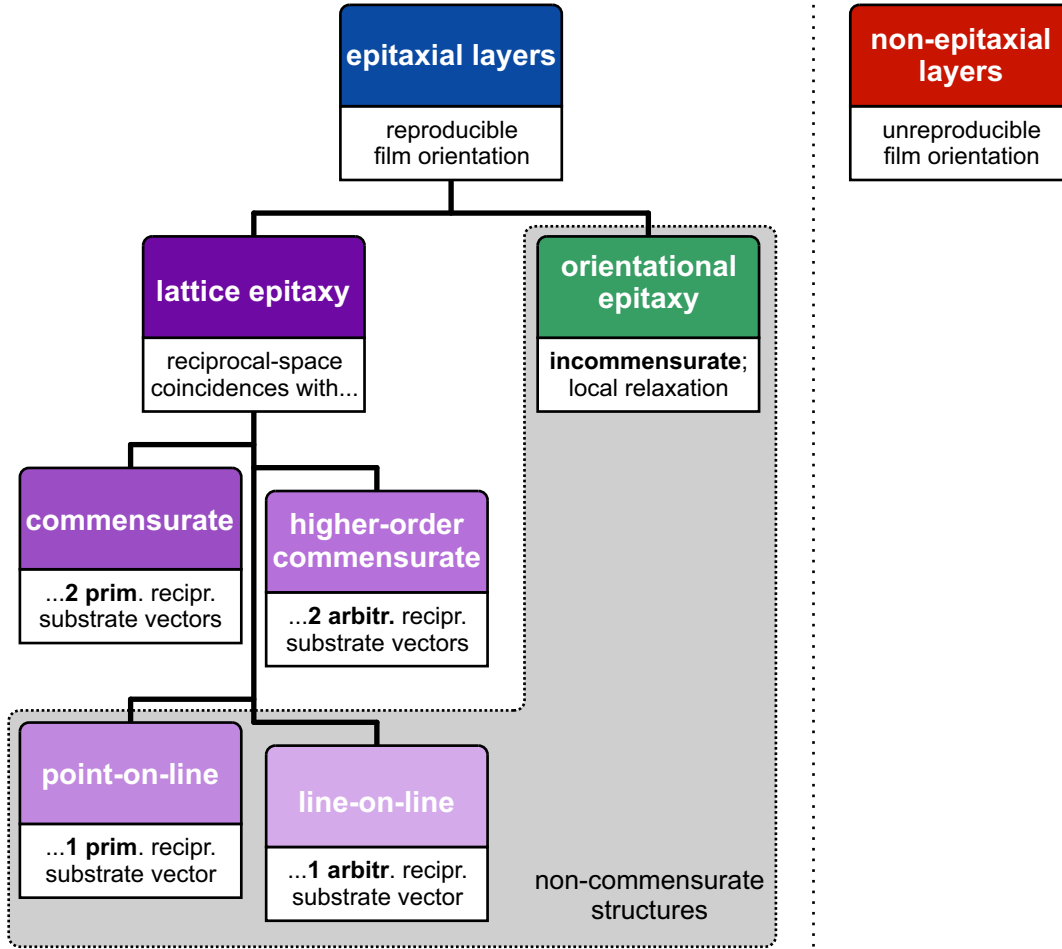 epitaxial layers
reproducible
film orientation
non-epitaxial
layers
unreproducible
film orientation
lattice epitaxy
reciprocal-space
coincidences with...
orientational
epitaxy
incommensurate;
local relaxation
commensurate
...2 prim. recipr.
substrate vectors
higher-order
commensurate
...2 arbitr. recipr.
substrate vectors
point-on-line
...1 prim. recipr.
substrate vector
line-on-line
...1 arbitr. recipr.
substrate vector
non-commensurate
structures